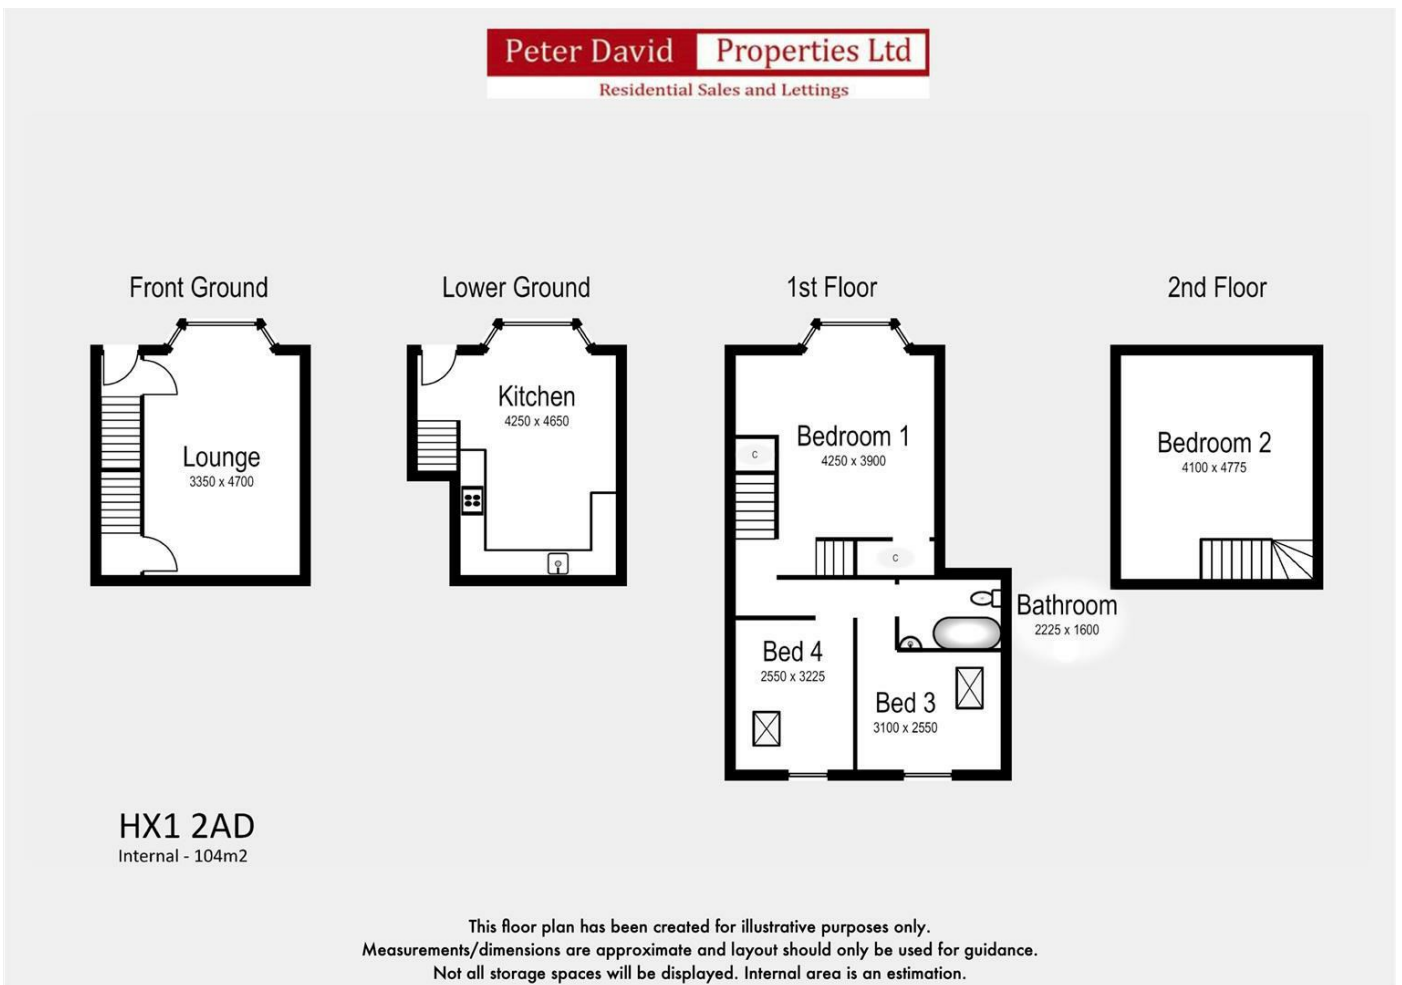 Peter David Properties Ltd
Residential Sales and Lettings
Front Ground
Lounge
3350 x 4700
Lower Ground
Kitchen
4250 x 4650
1st Floor
Bedroom 1
4250 x 3900
C
C
Bathroom
2225 x 1600
Bed 4
2550 x 3225
Bed 3
3100 x 2550
2nd Floor
Bedroom 2
4100 x 4775
HX1 2AD
Internal - 104m2
This floor plan has been created for illustrative purposes only.
Measurements/dimensions are approximate and layout should only be used for guidance.
Not all storage spaces will be displayed. Internal area is an estimation.